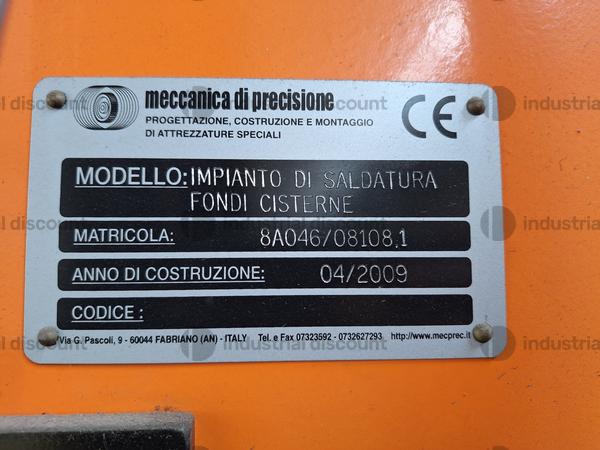 meccanica di precisione
PROGETTAZIONE, COSTRUZIONE E MONTAGGIO
DI ATTREZZATURE SPECIALI
CE
MODELLO: IMPIANTO DI SALDATURA
FONDI CISTERNE
MATRICOLA: 8A046/08108.1
ANNO DI COSTRUZIONE: 04/2009
CODICE :
Via G. Pascoli, 9 - 60044 FABRIANO (AN) - ITALY Tel. e Fax 07323592 - 0732627293 http://www.mecprec.it/
industrial discount